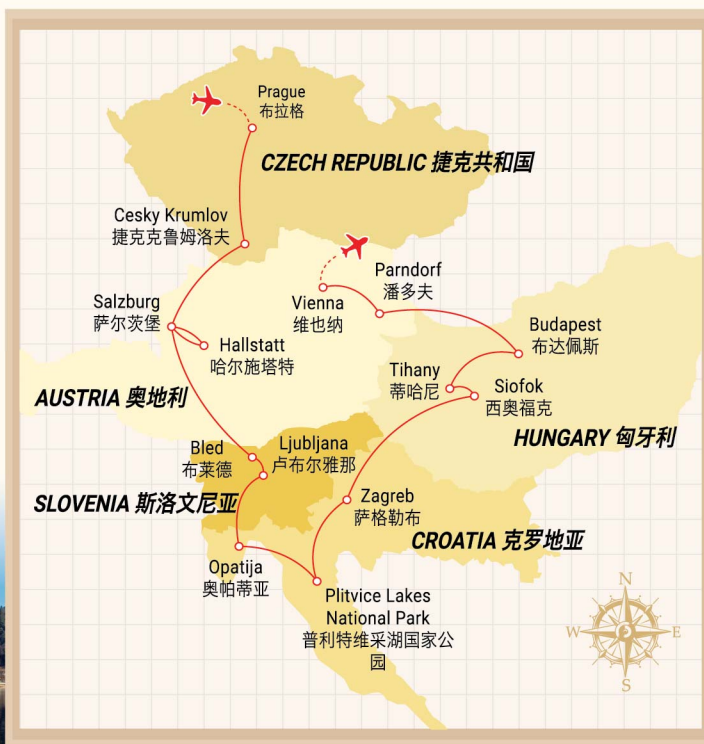 Prague
布拉格
CZECH REPUBLIC 捷克共和国
Cesky Krumlov
捷克克鲁姆洛夫
Parndorf
潘多夫
Vienna
维也纳
Salzburg
萨尔茨堡
Hallstatt
哈尔施塔特
Budapest
布达佩斯
Tihany
蒂哈尼
Siofok
西奥福克
AUSTRIA 奥地利
HUNGARY 匈牙利
Bled
布莱德
Ljubljana
卢布尔雅那
SLOVENIA 斯洛文尼亚
Zagreb
萨格勒布
CROATIA 克罗地亚
Opatija
奥帕蒂亚
Plitvice Lakes
National Park
普利特维采湖国家公
园
N
W
E
S